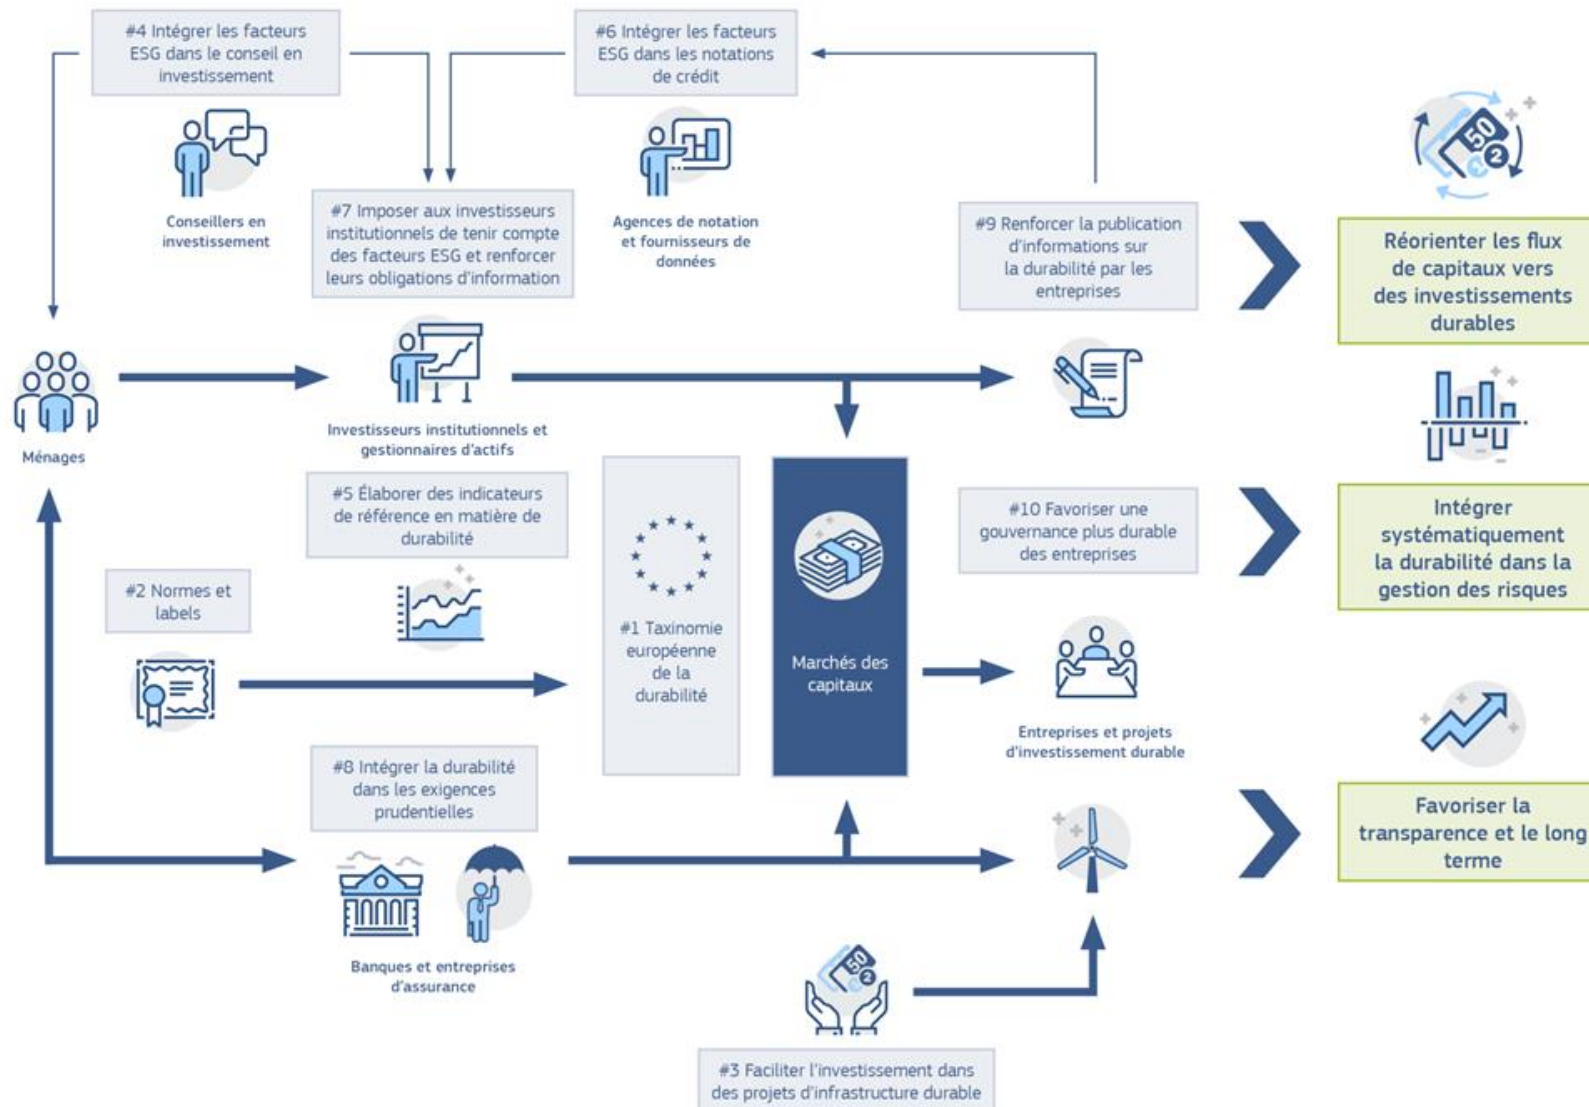 #4 Intégrer les facteurs
ESG dans le conseil en
investissement
Conseillers en
investissement
#6 Intégrer les facteurs
ESG dans les notations
de crédit
Agences de notation
et fournisseurs de
données
#7 Imposer aux investisseurs
institutionnels de tenir compte
des facteurs ESG et renforcer
leurs obligations d'information
#9 Renforcer la publication
d'informations sur
la durabilité par les
entreprises
50
2
Réorienter les flux
de capitaux vers
des investissements
durables
Ménages
Investisseurs institutionnels et
gestionnaires d'actifs
#5 Élaborer des indicateurs
de référence en matière de
durabilité
#2 Normes et
labels
#1 Taxinomie
européenne
de la
durabilité
Marchés des
capitaux
#10 Favoriser une
gouvernance plus durable
des entreprises
Intégrer
systématiquement
la durabilité dans la
gestion des risques
Entreprises et projets
d'investissement durable
#8 Intégrer la durabilité
dans les exigences
prudentielles
Banques et entreprises
d'assurance
Favoriser la
transparence et le long
terme
50
2
#3 Faciliter l'investissement dans
des projets d'infrastructure durable